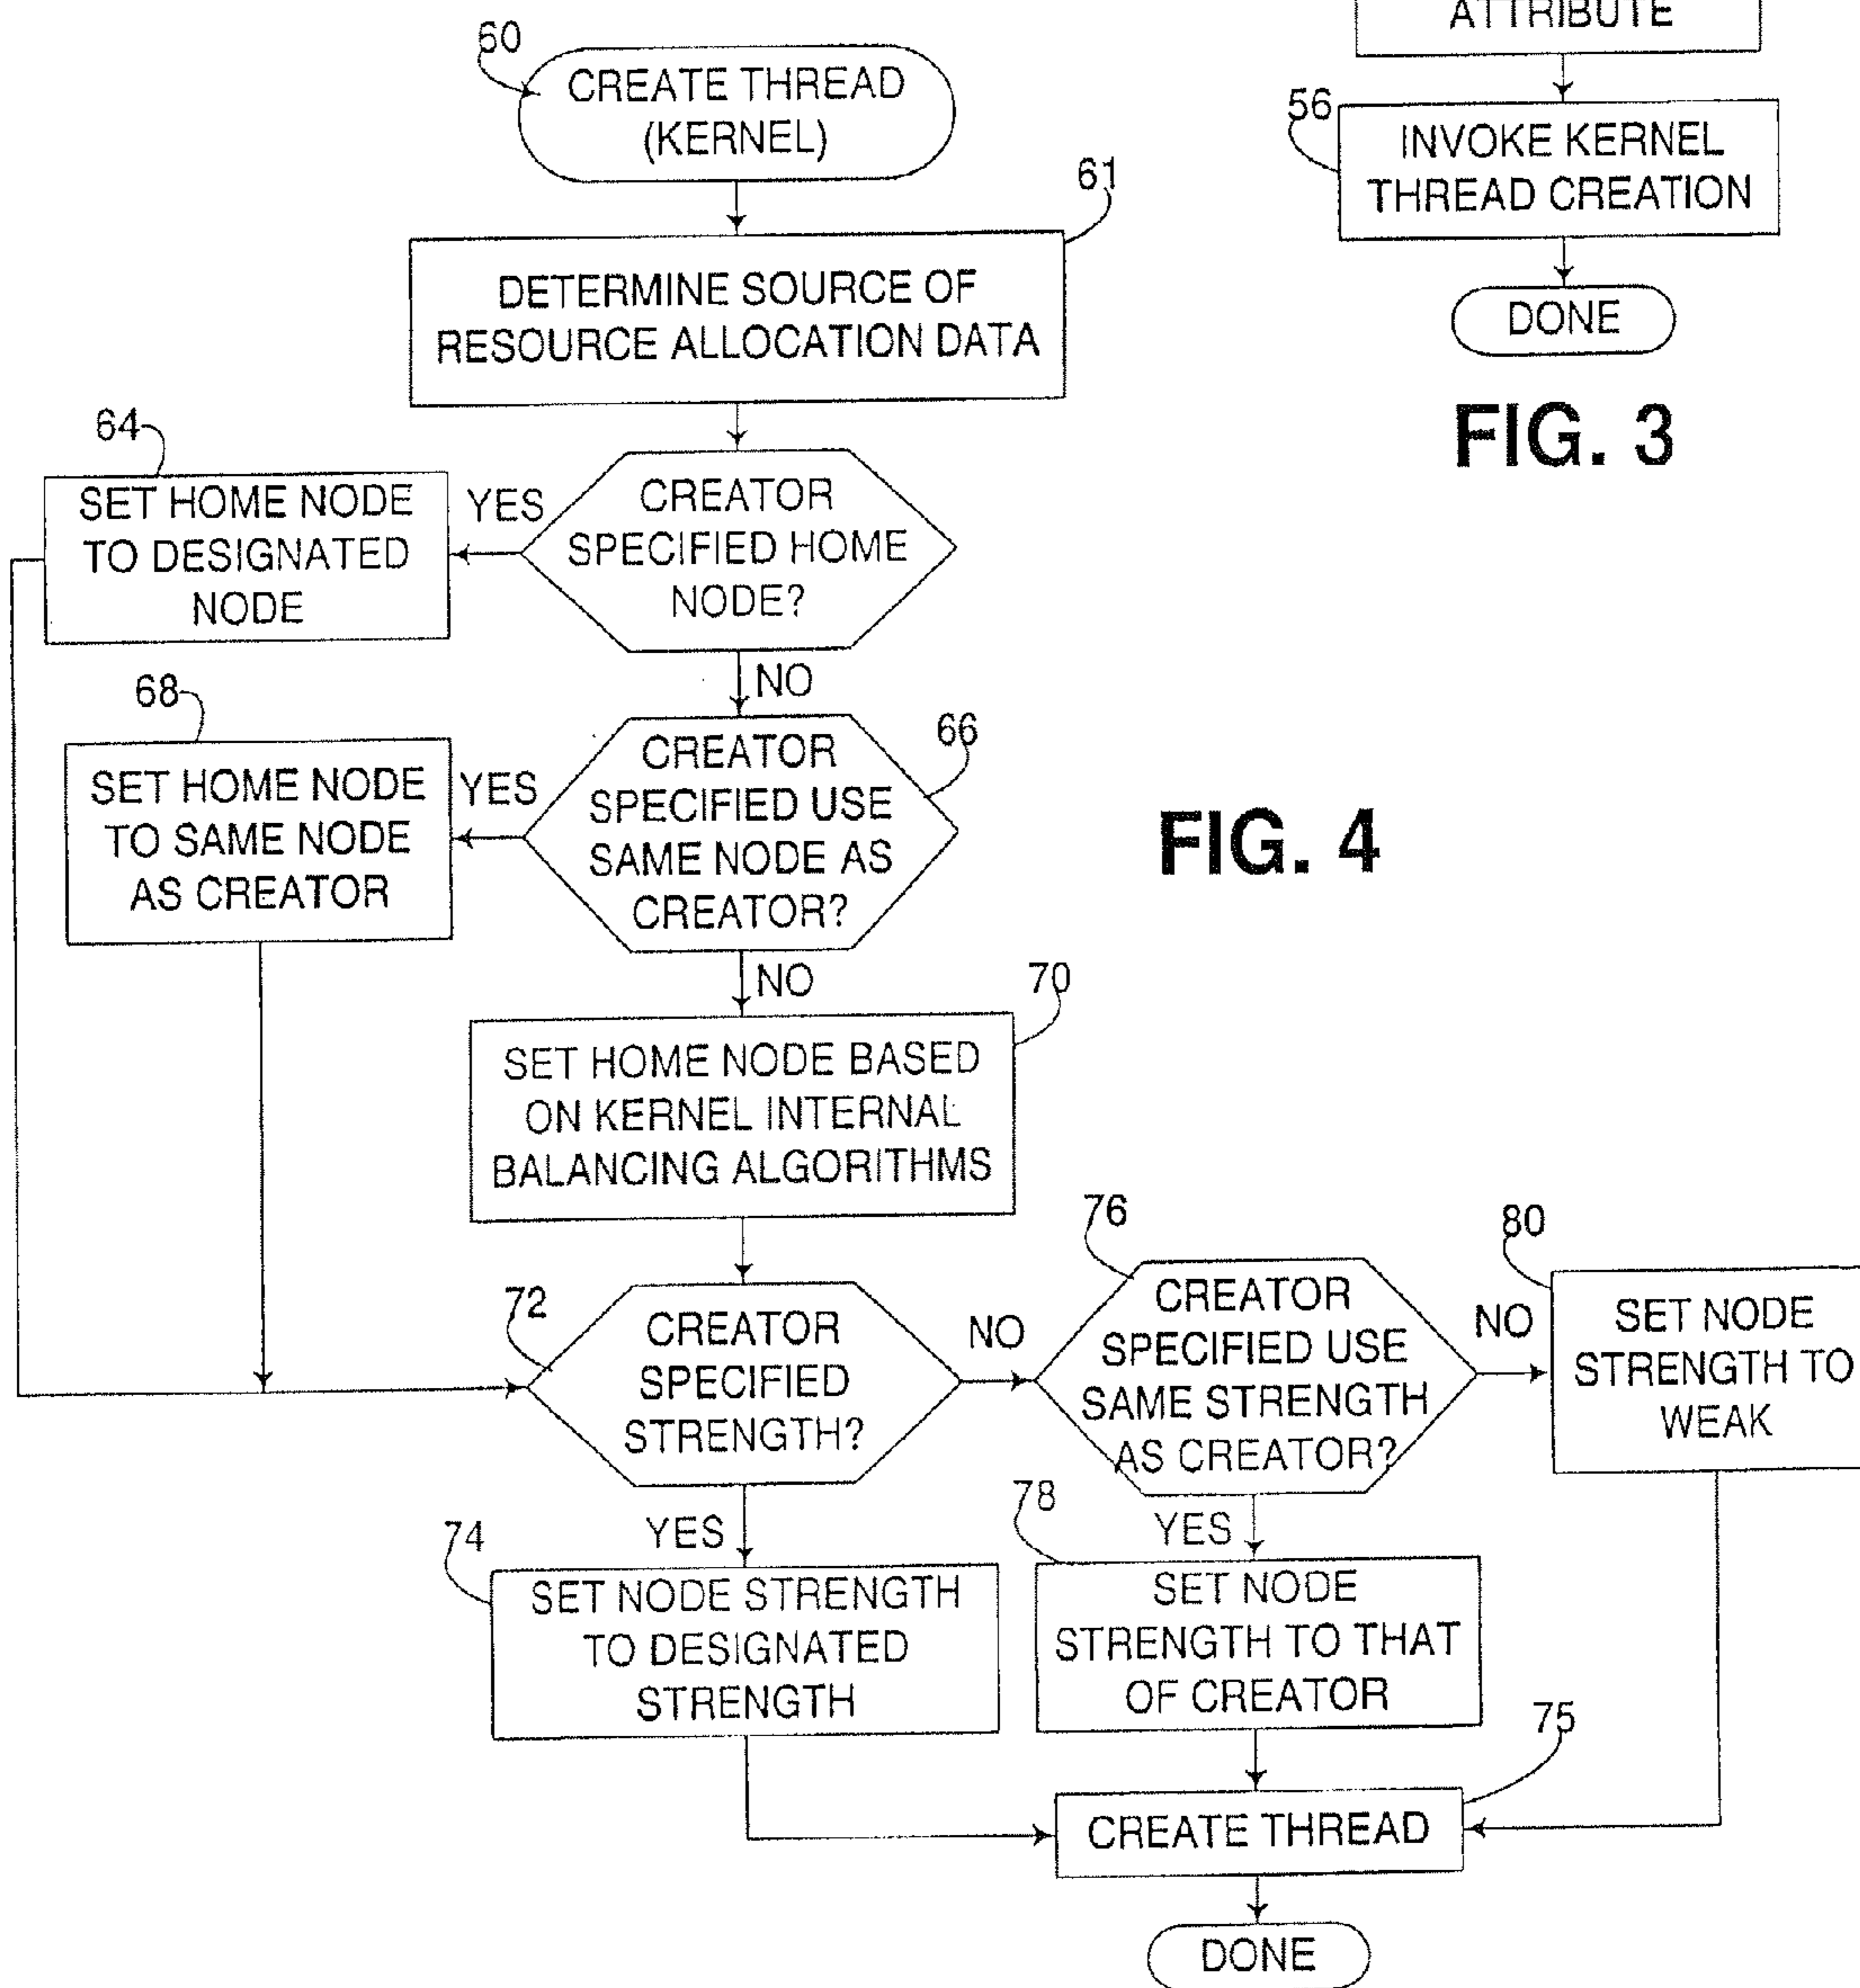 ATTRIBUTE
56
INVOKE KERNEL
THREAD CREATION
DONE
FIG. 3
60
CREATE THREAD
(KERNEL)
61
DETERMINE SOURCE OF
RESOURCE ALLOCATION DATA
64
SET HOME NODE
TO DESIGNATED
NODE
YES
CREATOR
SPECIFIED HOME
NODE?
NO
68
SET HOME NODE
TO SAME NODE
AS CREATOR
YES
66
CREATOR
SPECIFIED USE
SAME NODE AS
CREATOR?
FIG. 4
NO
70
SET HOME NODE BASED
ON KERNEL INTERNAL
BALANCING ALGORITHMS
72
CREATOR
SPECIFIED
STRENGTH?
NO
76
CREATOR
SPECIFIED USE
SAME STRENGTH
AS CREATOR?
NO
80
SET NODE
STRENGTH TO
WEAK
YES
74
SET NODE STRENGTH
TO DESIGNATED
STRENGTH
YES
78
SET NODE
STRENGTH TO THAT
OF CREATOR
75
CREATE THREAD
DONE